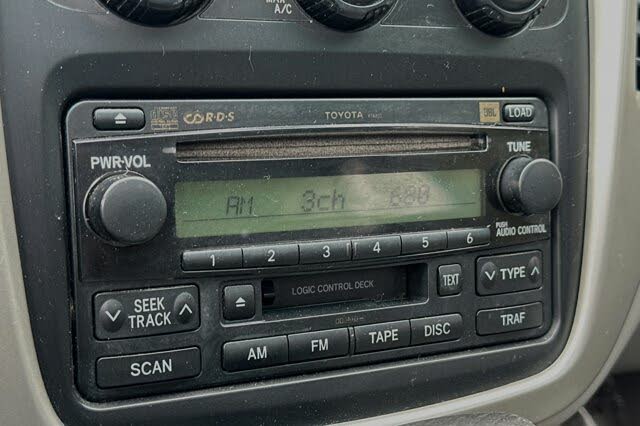 MAX
A/C
R·D·S
TOYOTA
JBL
LOAD
PWR·VOL
TUNE
AM 3ch 680
PUSH
AUDIO CONTROL
1 2 3 4 5 6
LOGIC CONTROL DECK
TEXT
TYPE
SEEK
TRACK
AM FM TAPE DISC
TRAF
SCAN